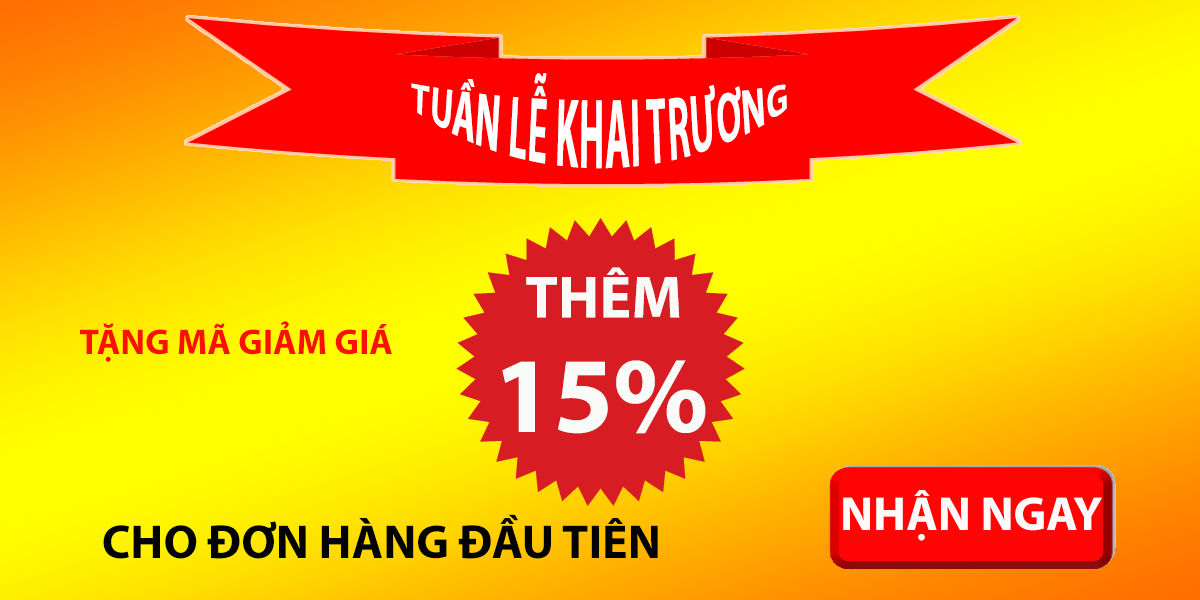 TUẦN LỄ KHAI TRƯƠNG
THÊM
TẶNG MÃ GIẢM GIÁ
15%
CHO ĐƠN HÀNG ĐẦU TIÊN
NHẬN NGAY